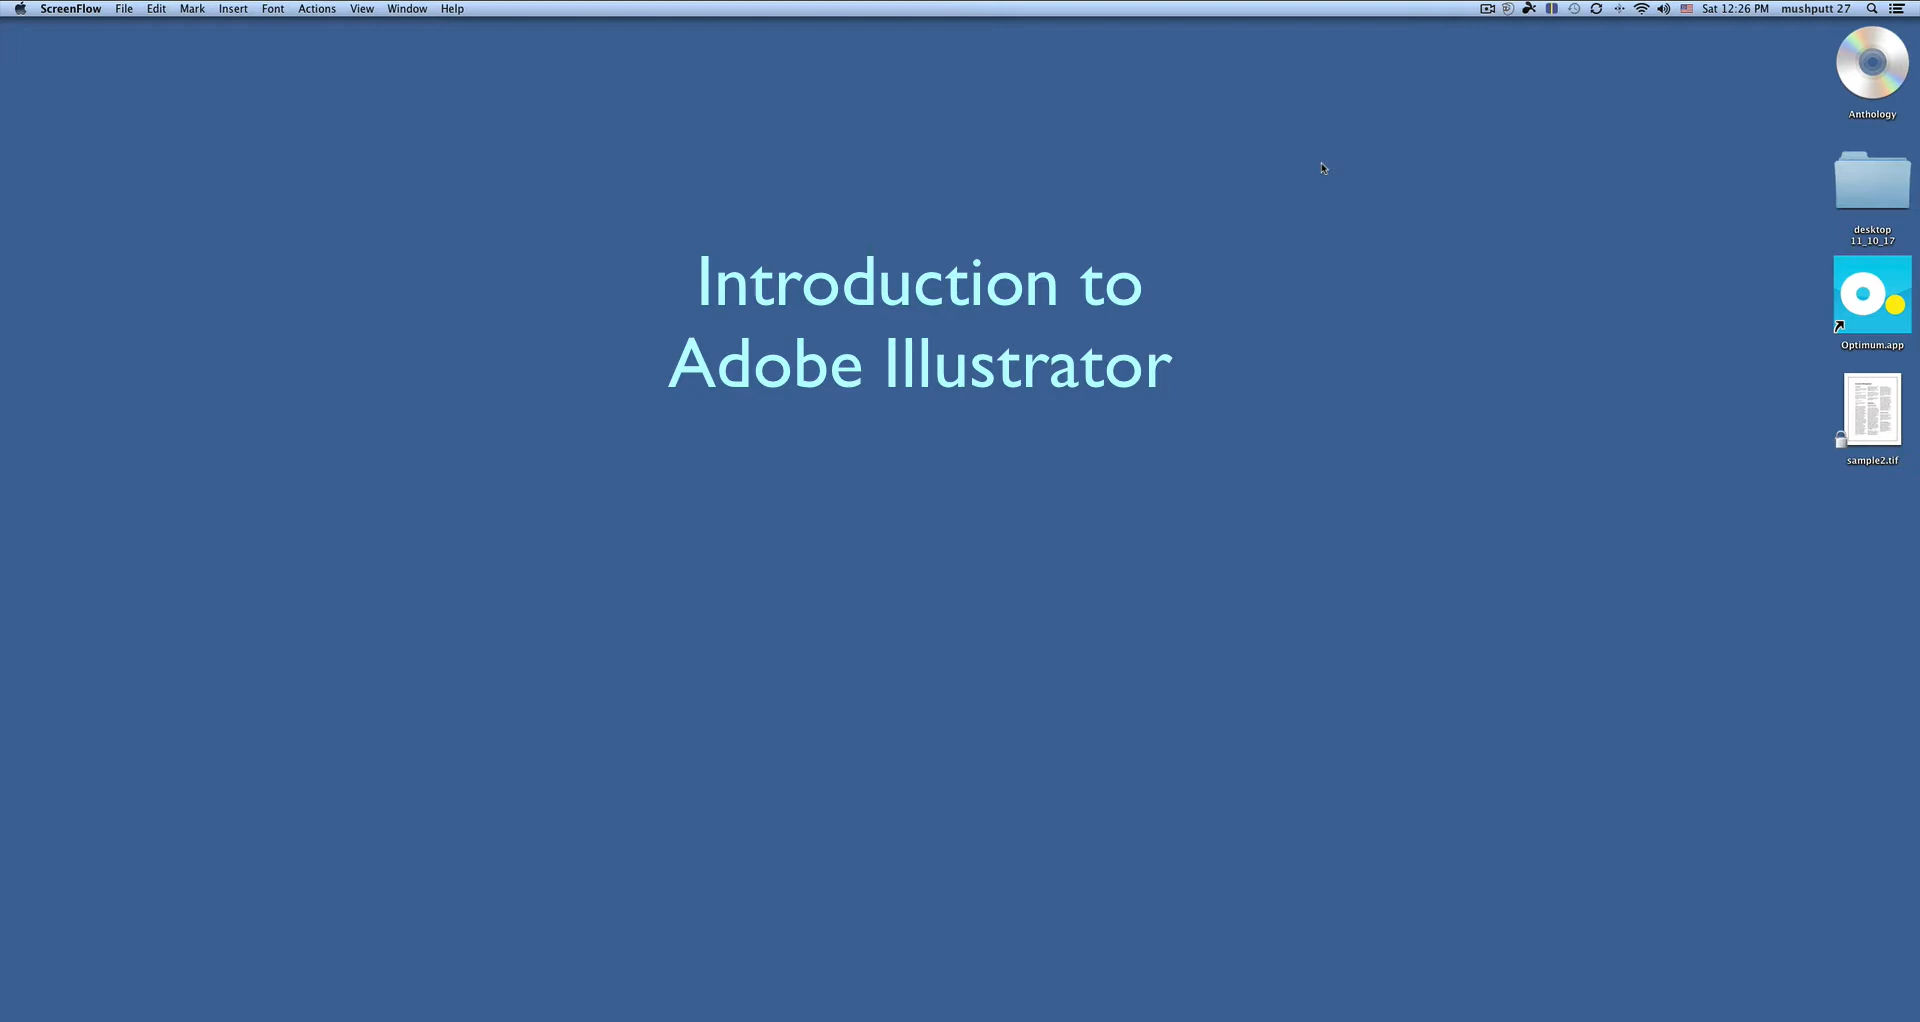 ScreenFlow File Edit Mark Insert Font Actions View Window Help Sat 12:26 PM mushputt 27
Anthology
desktop
11_10_17
Optimum.app
sample2.tif
Introduction to
Adobe Illustrator